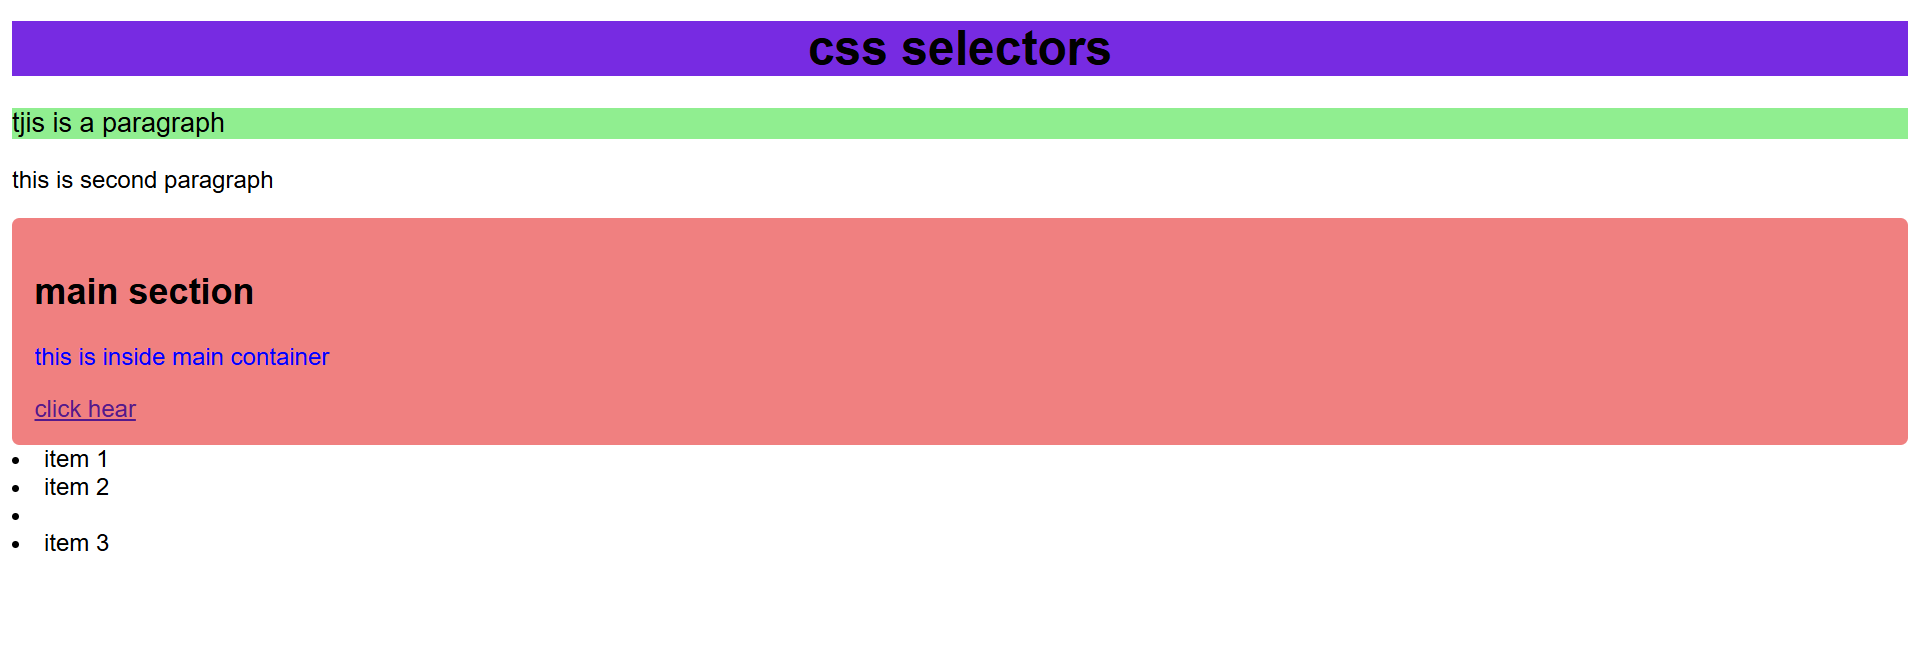 css selectors
tjis is a paragraph
this is second paragraph
main section
this is inside main container
click hear
item 1
item 2
item 3